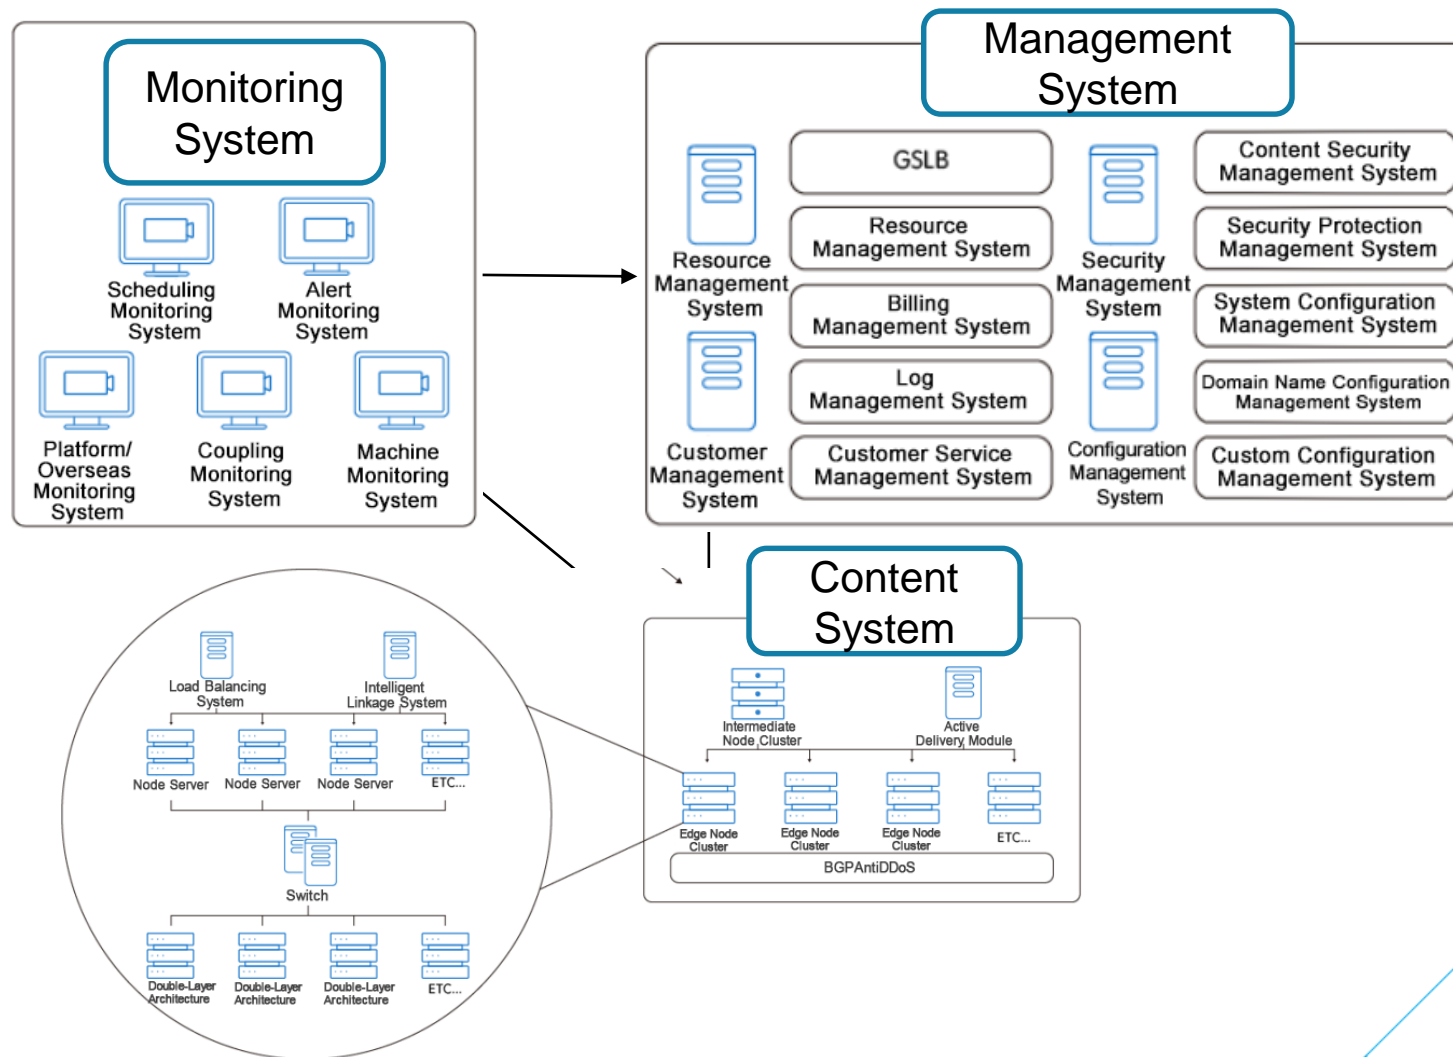 Monitoring
System
Scheduling
Monitoring
System
Alert
Monitoring
System
Platform/
Overseas
Monitoring
System
Coupling
Monitoring
System
Machine
Monitoring
System
Management
System
Resource
Management
System
Customer
Management
System
GSLB
Resource
Management System
Billing
Management System
Log
Management System
Customer Service
Management System
Security
Management
System
Configuration
Management
System
Content Security
Management System
Security Protection
Management System
System Configuration
Management System
Domain Name Configuration
Management System
Custom Configuration
Management System
Content
System
Intermediate
Node Cluster
Active
Delivery Module
Edge Node
Cluster
Edge Node
Cluster
Edge Node
Cluster
ETC...
BGPAntiDDoS
Load Balancing
System
Intelligent
Linkage System
Node Server
Node Server
Node Server
ETC...
Switch
Double-Layer
Architecture
Double-Layer
Architecture
Double-Layer
Architecture
ETC...